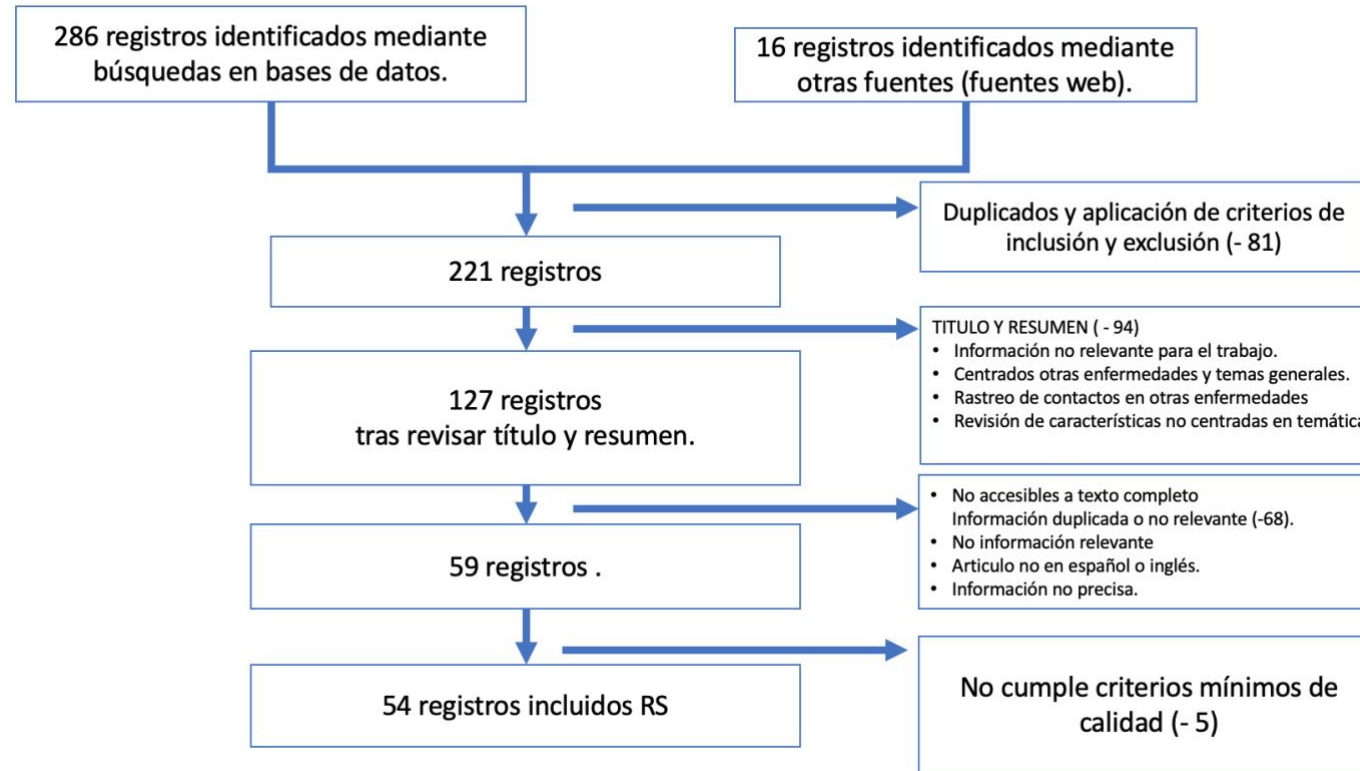 286 registros identificados mediante
búsquedas en bases de datos.
16 registros identificados mediante
otras fuentes (fuentes web).
Duplicados y aplicación de criterios de
inclusión y exclusión (- 81)
221 registros
TITULO Y RESUMEN ( - 94)
• Información no relevante para el trabajo.
• Centrados otras enfermedades y temas generales.
• Rastreo de contactos en otras enfermedades
• Revisión de características no centradas en temática
127 registros
tras revisar título y resumen.
• No accesibles a texto completo
Información duplicada o no relevante (-68).
• No información relevante
• Articulo no en español o inglés.
• Información no precisa.
59 registros .
54 registros incluidos RS
No cumple criterios mínimos de
calidad (- 5)